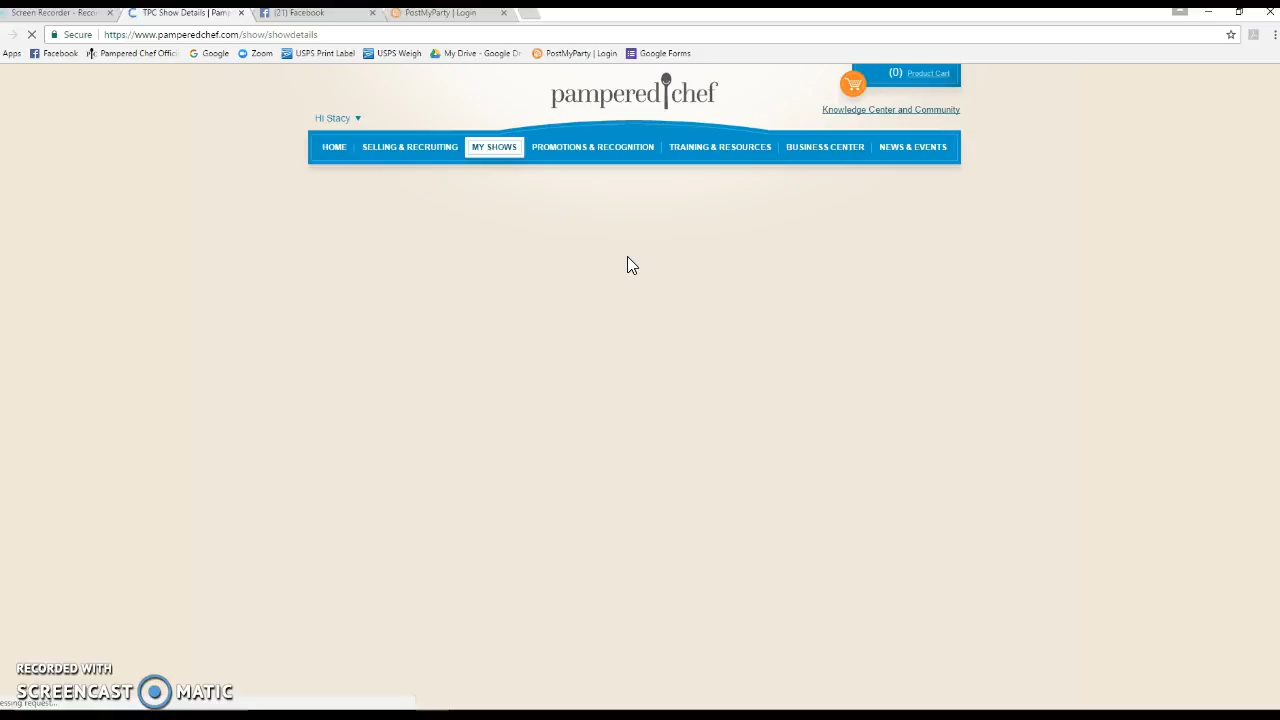 Screen Recorder - Reco
TPC Show Details | Pam
(21) Facebook
PostMyParty | Login
Secure
https://www.pamperedchef.com/show/showdetails
Apps
Facebook
Pampered Chef Offici
Google
Zoom
USPS Print Label
USPS Weigh
My Drive - Google Dr
PostMyParty | Login
Google Forms
(0) Product Cart
pampered chef
Knowledge Center and Community
Hi Stacy
HOME
SELLING & RECRUITING
MY SHOWS
PROMOTIONS & RECOGNITION
TRAINING & RESOURCES
BUSINESS CENTER
NEWS & EVENTS
RECORDED WITH
SCREENCAST MATIC
essing request...